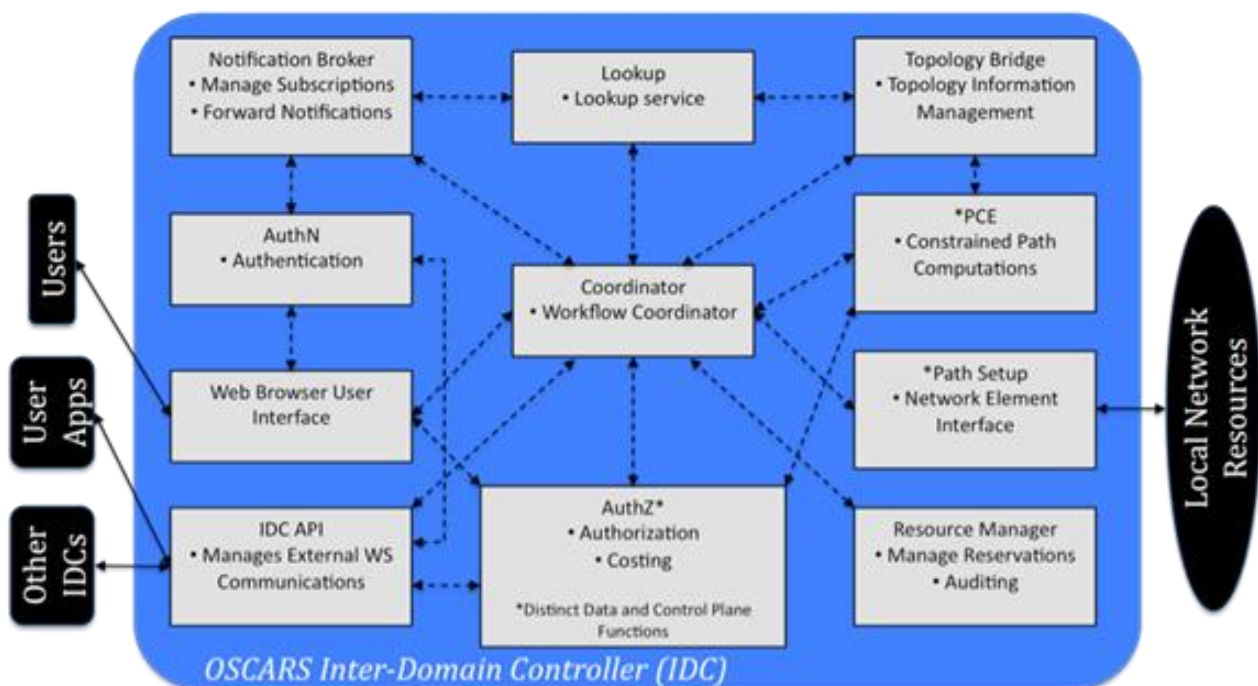 Notification Broker
• Manage Subscriptions
• Forward Notifications
Lookup
• Lookup service
Topology Bridge
• Topology Information
Management
Users
AuthN
• Authentication
Coordinator
• Workflow Coordinator
*PCE
• Constrained Path
Computations
User
Apps
Web Browser User
Interface
*Path Setup
• Network Element
Interface
Local Network
Resources
Other
IDCs
IDC API
• Manages External WS
Communications
AuthZ*
• Authorization
• Costing
*Distinct Data and Control Plane
Functions
Resource Manager
• Manage Reservations
• Auditing
OSCARS Inter-Domain Controller (IDC)